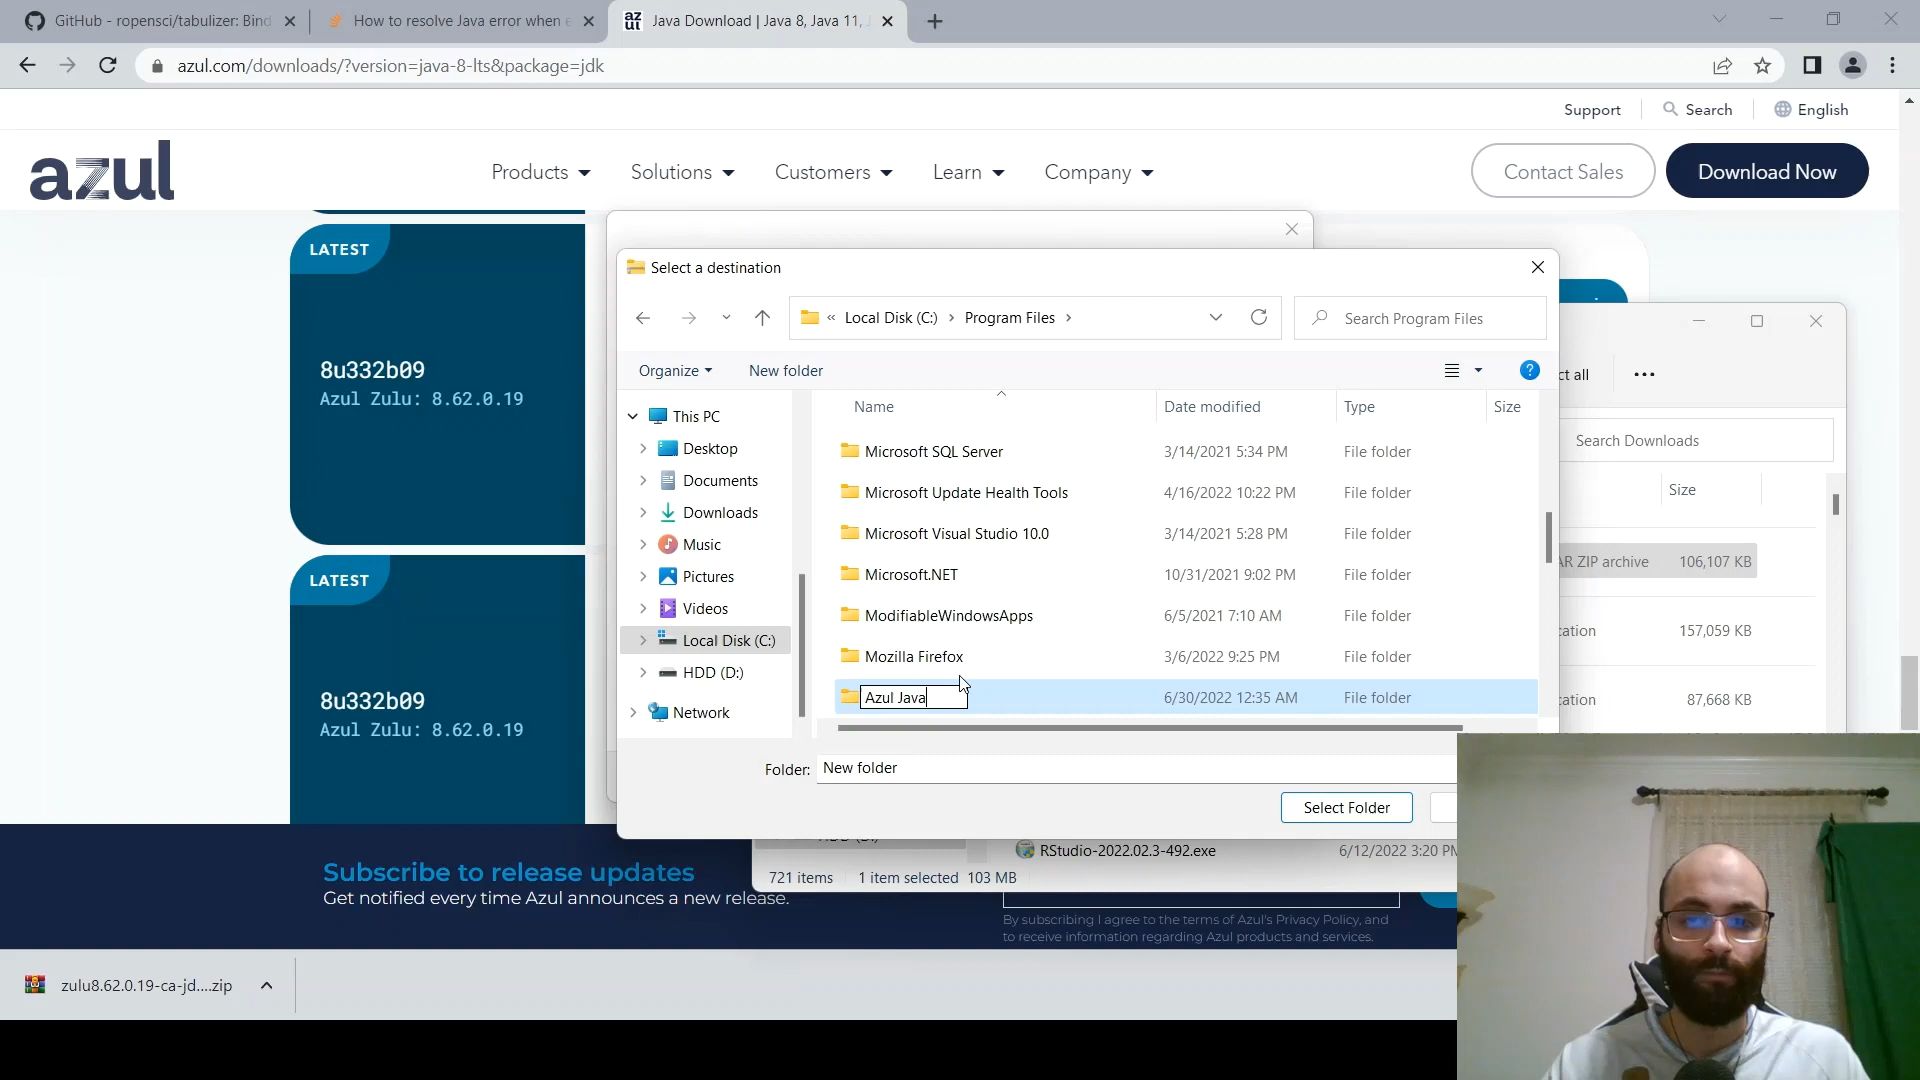 GitHub - ropensci/tabulizer: Bind
How to resolve Java error when e
azul Java Download | Java 8, Java 11,
azul.com/downloads/?version=java-8-lts&package=jdk
Support
Search
English
azul
Products
Solutions
Customers
Learn
Company
Contact Sales
Download Now
LATEST
8u332b09
Azul Zulu: 8.62.0.19
LATEST
8u332b09
Azul Zulu: 8.62.0.19
Select a destination
« Local Disk (C:) › Program Files ›
Search Program Files
Organize
New folder
?
This PC
Desktop
Documents
Downloads
Music
Pictures
Videos
Local Disk (C:)
HDD (D:)
Network
Name Date modified Type Size
Microsoft SQL Server 3/14/2021 5:34 PM File folder
Microsoft Update Health Tools 4/16/2022 10:22 PM File folder
Microsoft Visual Studio 10.0 3/14/2021 5:28 PM File folder
Microsoft.NET 10/31/2021 9:02 PM File folder
ModifiableWindowsApps 6/5/2021 7:10 AM File folder
Mozilla Firefox 3/6/2022 9:25 PM File folder
Azul Java 6/30/2022 12:35 AM File folder
Folder: New folder
Select Folder
ct all
Search Downloads
Size
AR ZIP archive 106,107 KB
cation 157,059 KB
cation 87,668 KB
RStudio-2022.02.3-492.exe 6/12/2022 3:20 PM
721 items 1 item selected 103 MB
Subscribe to release updates
Get notified every time Azul announces a new release.
By subscribing I agree to the terms of Azul's Privacy Policy, and
to receive information regarding Azul products and services.
zulu8.62.0.19-ca-jd....zip